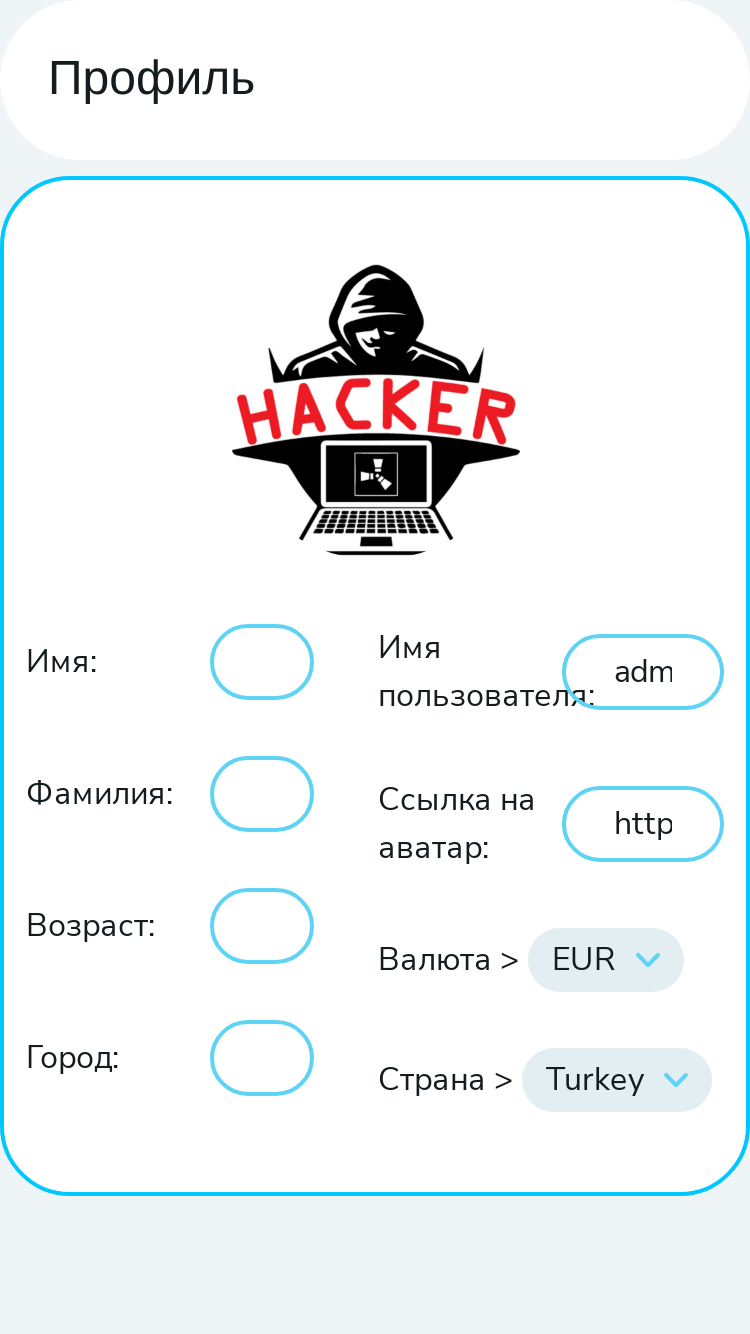 Профиль
HACKER
Имя:
Фамилия:
Возраст:
Город:
Имя
пользователя:
adm
Ссылка на
аватар:
http
Валюта > EUR
Страна > Turkey